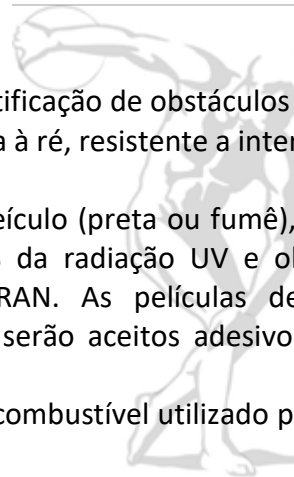 tificação de obstáculos
a à ré, resistente a inter
eículo (preta ou fumê),
da radiação UV e ob
RAN. As películas de
serão aceitos adesivo
combustível utilizado p